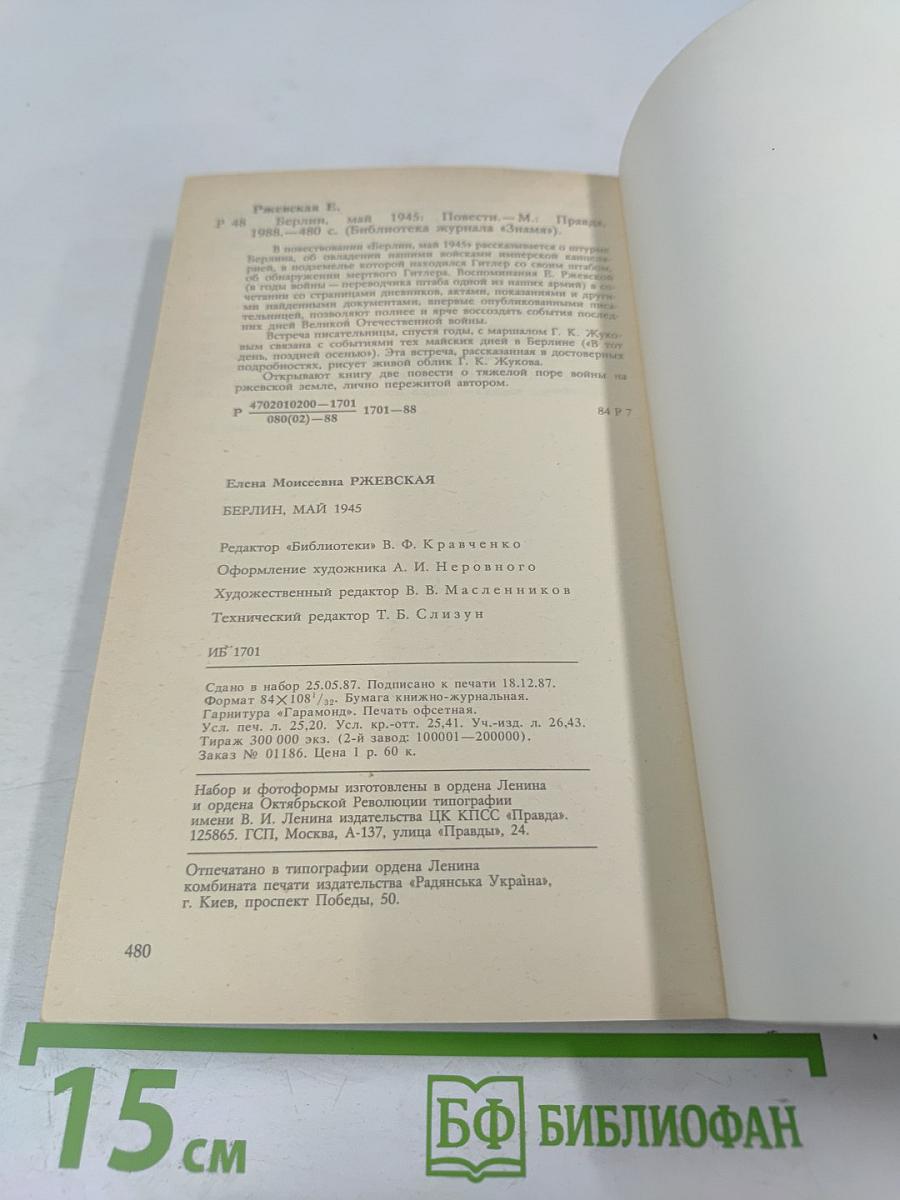 Ржевская Е.
Р 48 Берлин, май 1945: Повести.— М.: Правда,
1988.—480 с. (Библиотека журнала «Знамя»).
В повествовании «Берлин, май 1945» рассказывается о штурме
Берлина, об овладении нашими войсками имперской канцеля-
рией, в подземелье которой находился Гитлер со своим штабом,
об обнаружении мертвого Гитлера. Воспоминания Е. Ржевской
(в годы войны — переводчика штаба одной из наших армий) в со-
четании со страницами дневников, актами, показаниями и други-
ми найденными документами, впервые опубликованными писа-
тельницей, позволяют полнее и ярче воссоздать события послед-
них дней Великой Отечественной войны.
Встреча писательницы, спустя годы, с маршалом Г. К. Жуко-
вым связана с событиями тех майских дней в Берлине («В тот
день, поздней осенью»). Эта встреча, рассказанная в достоверных
подробностях, рисует живой облик Г. К. Жукова.
Открывают книгу две повести о тяжелой поре войны на
ржевской земле, лично пережитой автором.
Р 4702010200—1701 1701—88 84 Р 7
080(02)—88
Елена Моисеевна РЖЕВСКАЯ
БЕРЛИН, МАЙ 1945
Редактор «Библиотеки» В. Ф. Кравченко
Оформление художника А. И. Неровного
Художественный редактор В. В. Масленников
Технический редактор Т. Б. Слизун
ИБ 1701
Сдано в набор 25.05.87. Подписано к печати 18.12.87.
Формат 84×108¹/₃₂. Бумага книжно-журнальная.
Гарнитура «Гарамонд». Печать офсетная.
Усл. печ. л. 25,20. Усл. кр.-отт. 25,41. Уч.-изд. л. 26,43.
Тираж 300 000 экз. (2-й завод: 100001—200000).
Заказ № 01186. Цена 1 р. 60 к.
Набор и фотоформы изготовлены в ордена Ленина
и ордена Октябрьской Революции типографии
имени В. И. Ленина издательства ЦК КПСС «Правда».
125865. ГСП, Москва, А-137, улица «Правды», 24.
Отпечатано в типографии ордена Ленина
комбината печати издательства «Радянська Україна»,
г. Киев, проспект Победы, 50.
480
15 см
БФ БИБЛИОФАН